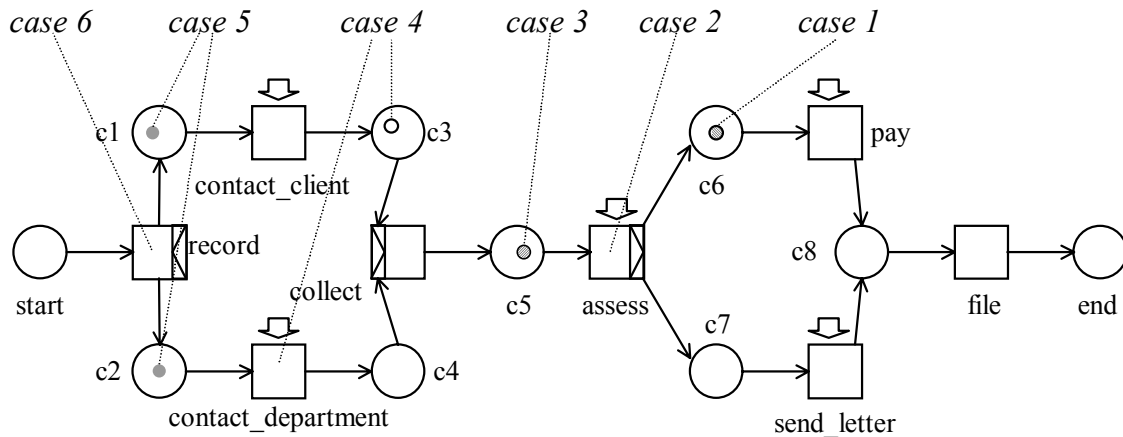 case 6
case 5
case 4
case 3
case 2
case 1
c1
contact_client
c3
c6
pay
start
record
collect
c5
assess
c8
file
end
c7
c2
contact_department
c4
send_letter